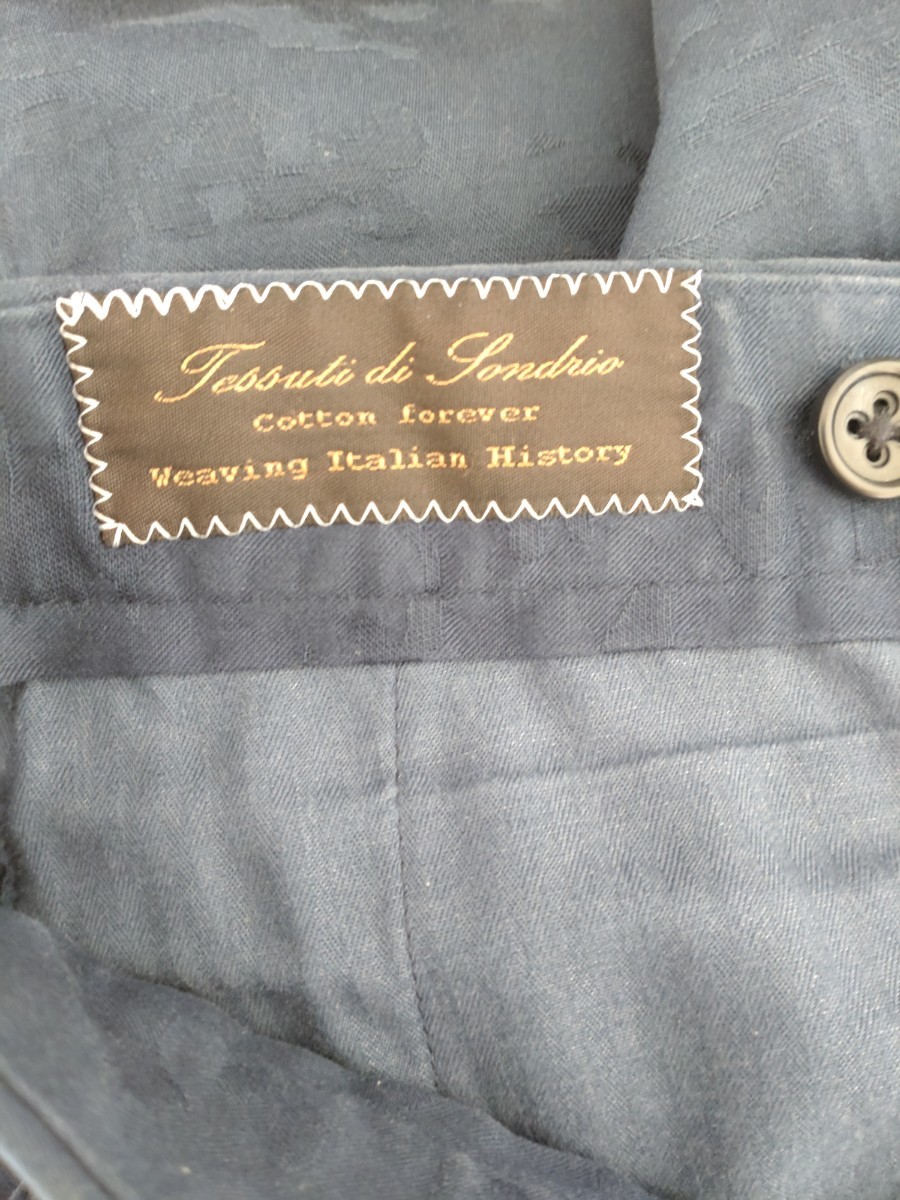 Tessuti di Sondrio
Cotton forever
Weaving Italian History